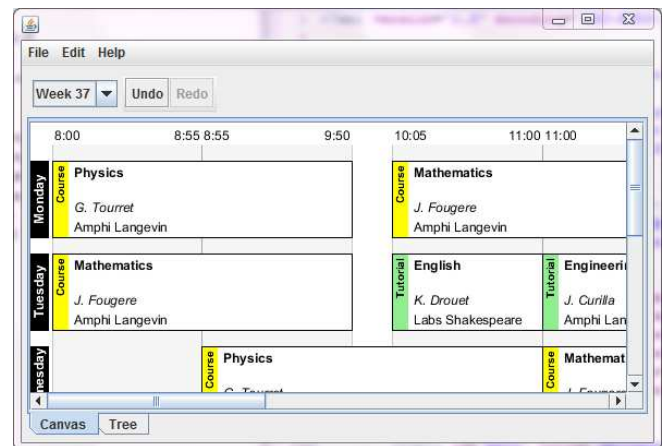 File Edit Help
Week 37 Undo Redo
8:00 8:55 8:55 9:50 10:05 11:00 11:00
Monday
Course Physics
G. Tourret
Amphi Langevin
Course Mathematics
J. Fougere
Amphi Langevin
Tuesday
Course Mathematics
J. Fougere
Amphi Langevin
Tutorial English
K. Drouet
Labs Shakespeare
Tutorial Engineeri
J. Curilla
Amphi Lan
nesday
Course Physics
Course Mathemat
Canvas Tree